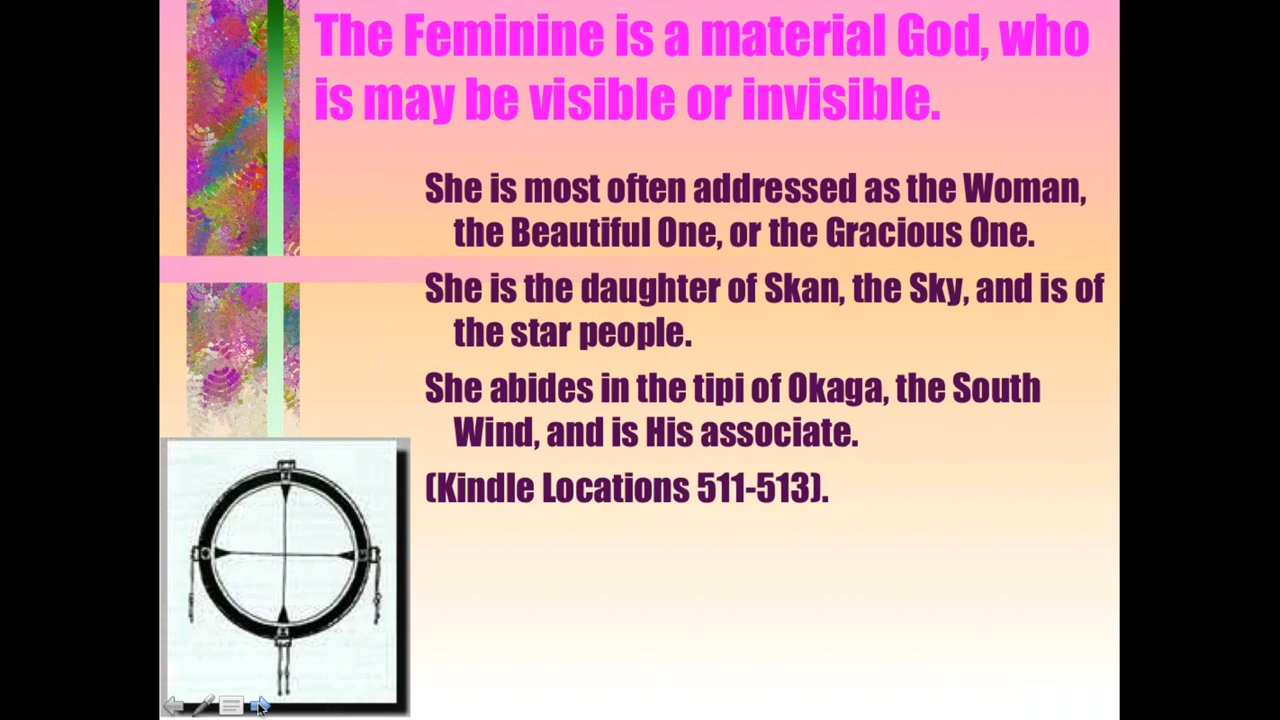 The Feminine is a material God, who
is may be visible or invisible.
She is most often addressed as the Woman,
the Beautiful One, or the Gracious One.
She is the daughter of Skan, the Sky, and is of
the star people.
She abides in the tipi of Okaga, the South
Wind, and is His associate.
(Kindle Locations 511-513).